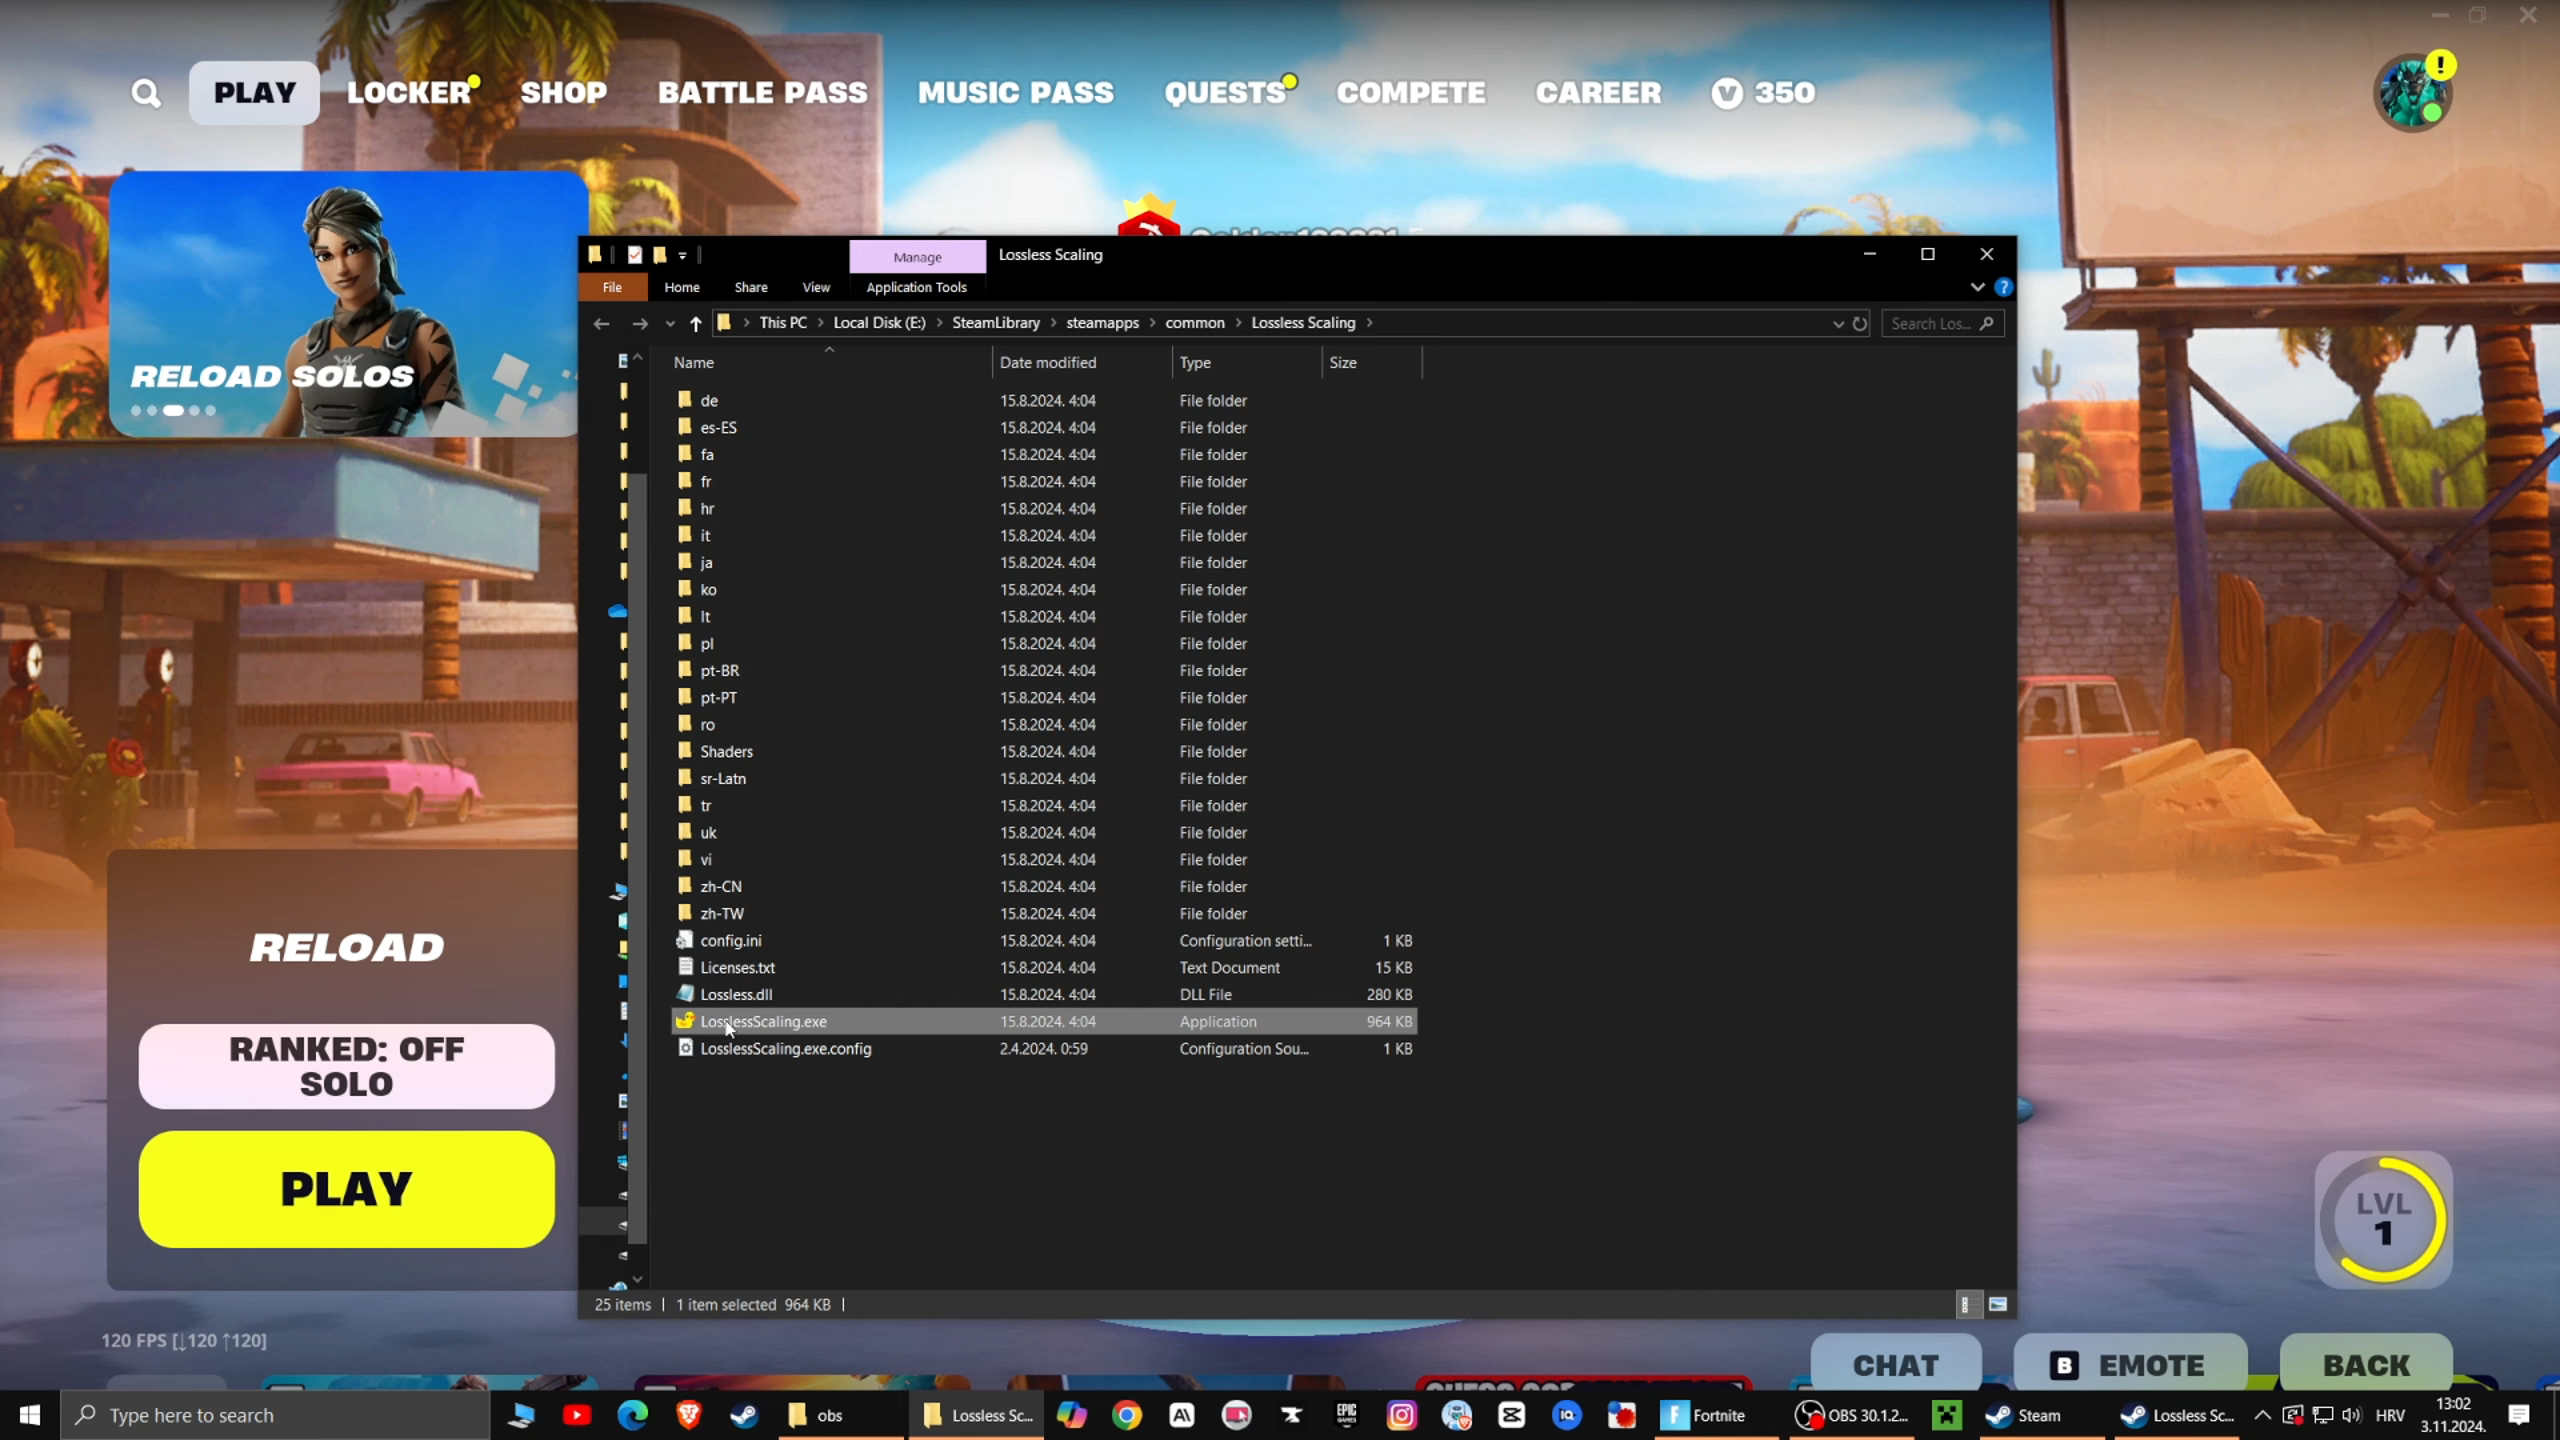 PLAY
LOCKER
SHOP
BATTLE PASS
MUSIC PASS
QUESTS
COMPETE
CAREER
V 350
!
RELOAD SOLOS
Manage
Lossless Scaling
File
Home
Share
View
Application Tools
?
This PC > Local Disk (E:) > SteamLibrary > steamapps > common > Lossless Scaling >
Search Los...
Name Date modified Type Size
de 15.8.2024. 4:04 File folder
es-ES 15.8.2024. 4:04 File folder
fa 15.8.2024. 4:04 File folder
fr 15.8.2024. 4:04 File folder
hr 15.8.2024. 4:04 File folder
it 15.8.2024. 4:04 File folder
ja 15.8.2024. 4:04 File folder
ko 15.8.2024. 4:04 File folder
lt 15.8.2024. 4:04 File folder
pl 15.8.2024. 4:04 File folder
pt-BR 15.8.2024. 4:04 File folder
pt-PT 15.8.2024. 4:04 File folder
ro 15.8.2024. 4:04 File folder
Shaders 15.8.2024. 4:04 File folder
sr-Latn 15.8.2024. 4:04 File folder
tr 15.8.2024. 4:04 File folder
uk 15.8.2024. 4:04 File folder
vi 15.8.2024. 4:04 File folder
zh-CN 15.8.2024. 4:04 File folder
zh-TW 15.8.2024. 4:04 File folder
config.ini 15.8.2024. 4:04 Configuration setti... 1 KB
Licenses.txt 15.8.2024. 4:04 Text Document 15 KB
Lossless.dll 15.8.2024. 4:04 DLL File 280 KB
LosslessScaling.exe 15.8.2024. 4:04 Application 964 KB
LosslessScaling.exe.config 2.4.2024. 0:59 Configuration Sou... 1 KB
25 items | 1 item selected 964 KB |
RELOAD
RANKED: OFF
SOLO
PLAY
LVL
1
120 FPS [↓120 ↑120]
CHAT
B EMOTE
BACK
Type here to search
obs
Lossless Sc...
EPIC GAMES
Fortnite
OBS 30.1.2...
Steam
Lossless Sc...
HRV
13:02
3.11.2024.